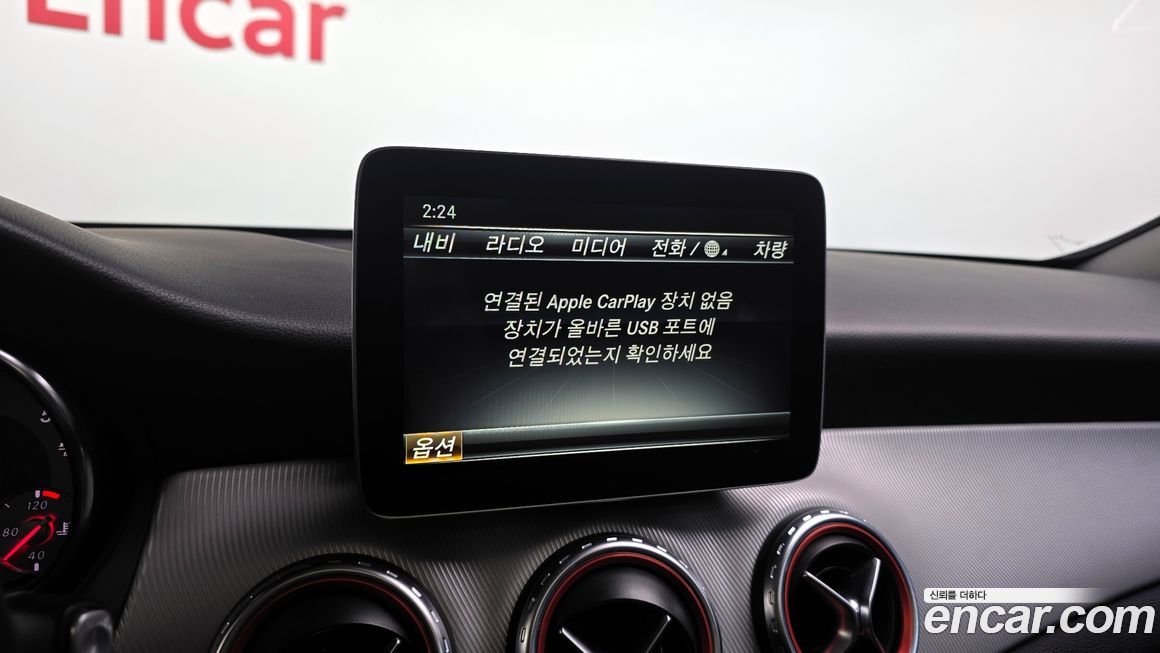 Encar
2:24
내비 라디오 미디어 전화 / 차량
연결된 Apple CarPlay 장치 없음
장치가 올바른 USB 포트에
연결되었는지 확인하세요
옵션
120
80
40
신뢰를 더하다
encar.com